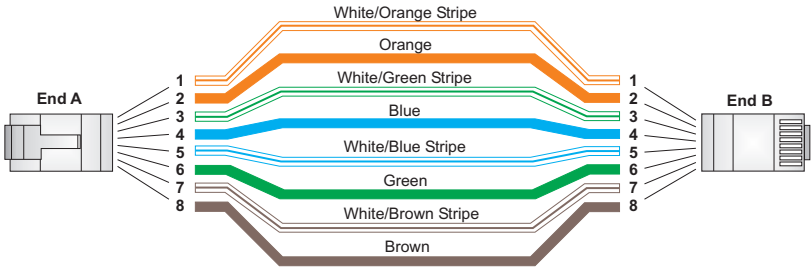 White/Orange Stripe
Orange
White/Green Stripe
Blue
White/Blue Stripe
Green
White/Brown Stripe
Brown
End A
1
2
3
4
5
6
7
8
1
2
3
4
5
6
7
8
End B